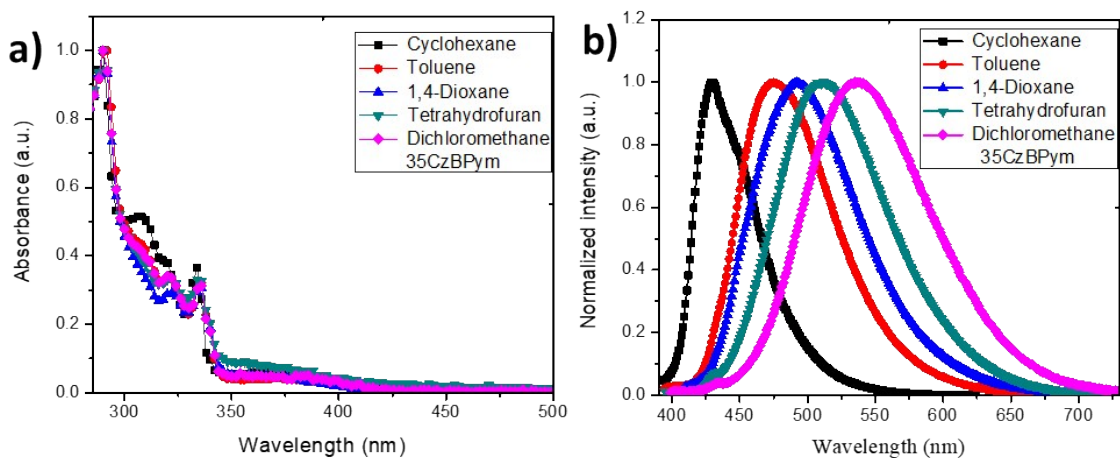 a)
Cyclohexane
Toluene
1,4-Dioxane
Tetrahydrofuran
Dichloromethane
35CzBPym
Absorbance (a.u.)
1.0
0.8
0.6
0.4
0.2
0.0
300
350
400
450
500
Wavelength (nm)
b)
Cyclohexane
Toluene
1,4-Dioxane
Tetrahydrofuran
Dichloromethane
35CzBPym
Normalized Intensity (a.u.)
1.2
1.0
0.8
0.6
0.4
0.2
0.0
400
450
500
550
600
650
700
Wavelength (nm)